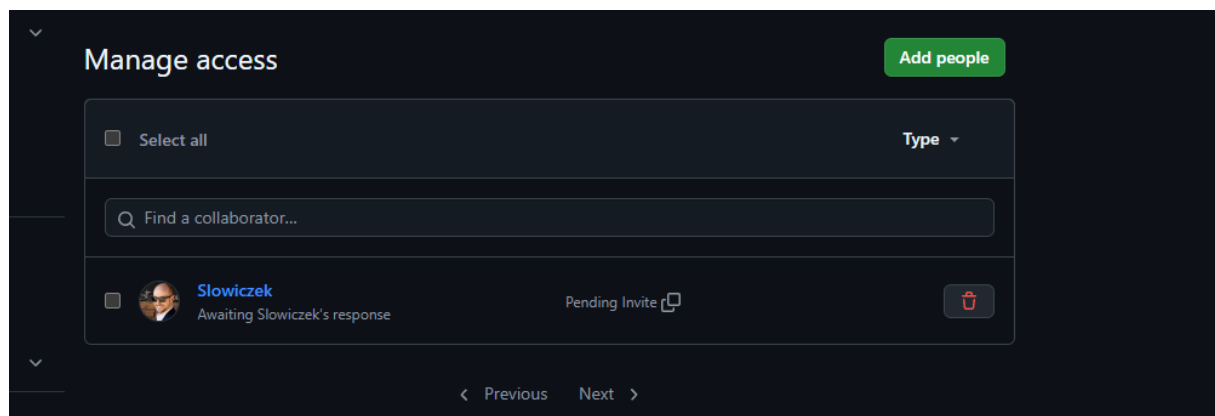 Manage access
Add people
Select all
Type
Find a collaborator...
Slowiczek
Awaiting Slowiczek's response
Pending Invite
Previous
Next